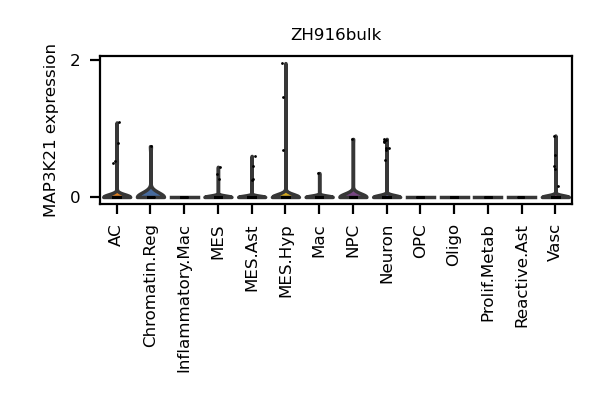 ZH916bulk
MAP3K21 expression
2
0
AC
Chromatin.Reg
Inflammatory.Mac
MES
MES.Ast
MES.Hyp
Mac
NPC
Neuron
OPC
Oligo
Prolif.Metab
Reactive.Ast
Vasc